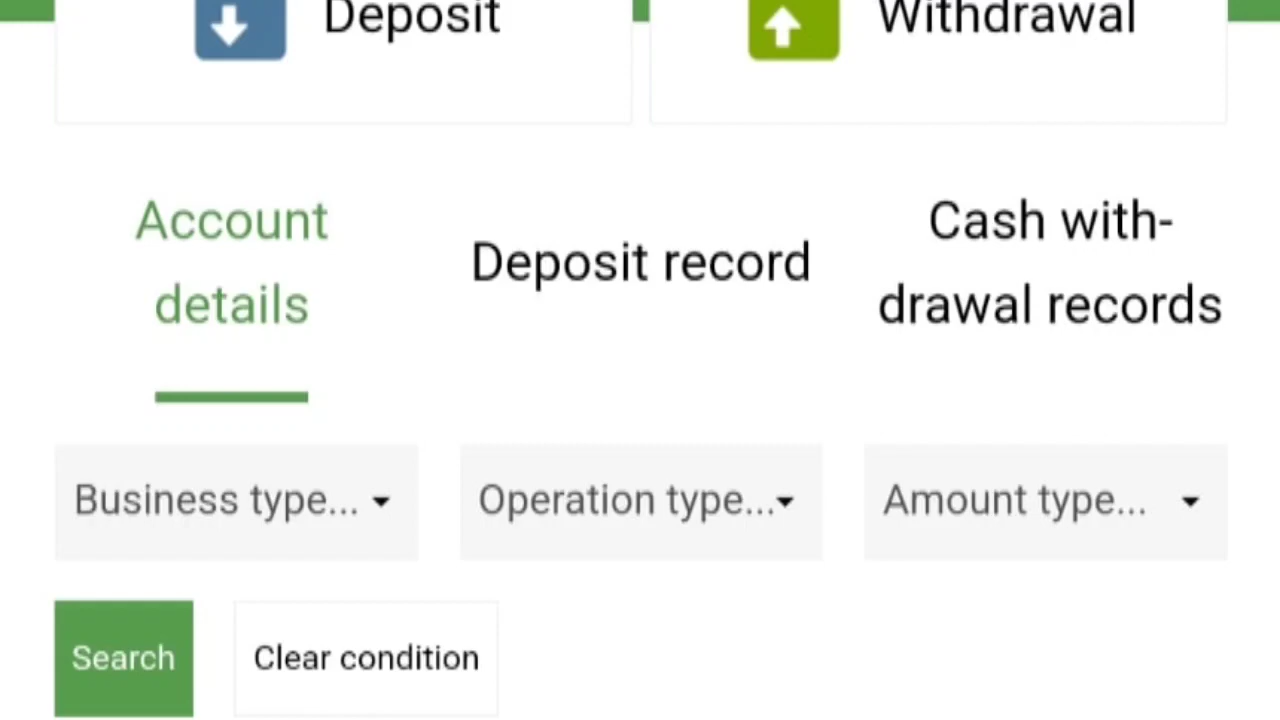 Deposit
Withdrawal
Account
details
Deposit record
Cash with-
drawal records
Business type...
Operation type...
Amount type...
Search
Clear condition